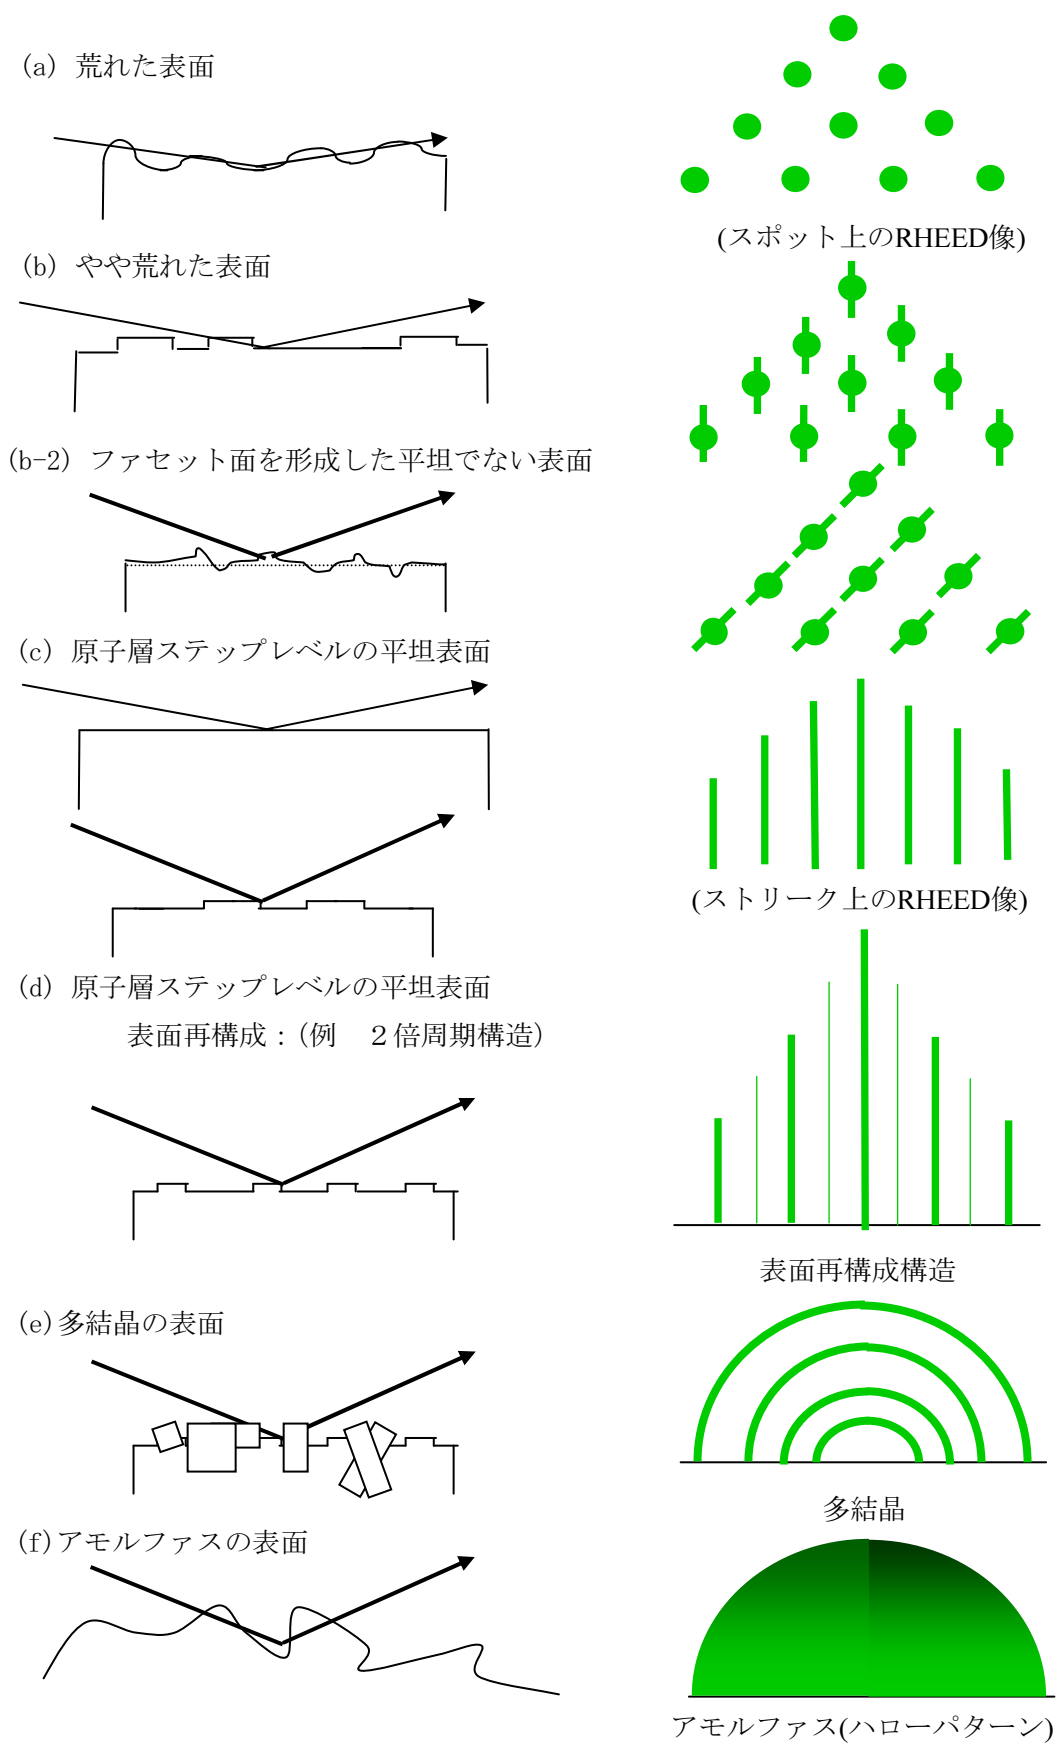 (a) 荒れた表面
(スポット上のRHEED像)
(b) やや荒れた表面
(b-2) ファセット面を形成した平坦でない表面
(c) 原子層ステップレベルの平坦表面
(ストリーク上のRHEED像)
(d) 原子層ステップレベルの平坦表面
表面再構成：(例　２倍周期構造)
表面再構成構造
(e)多結晶の表面
多結晶
(f)アモルファスの表面
アモルファス(ハローパターン)